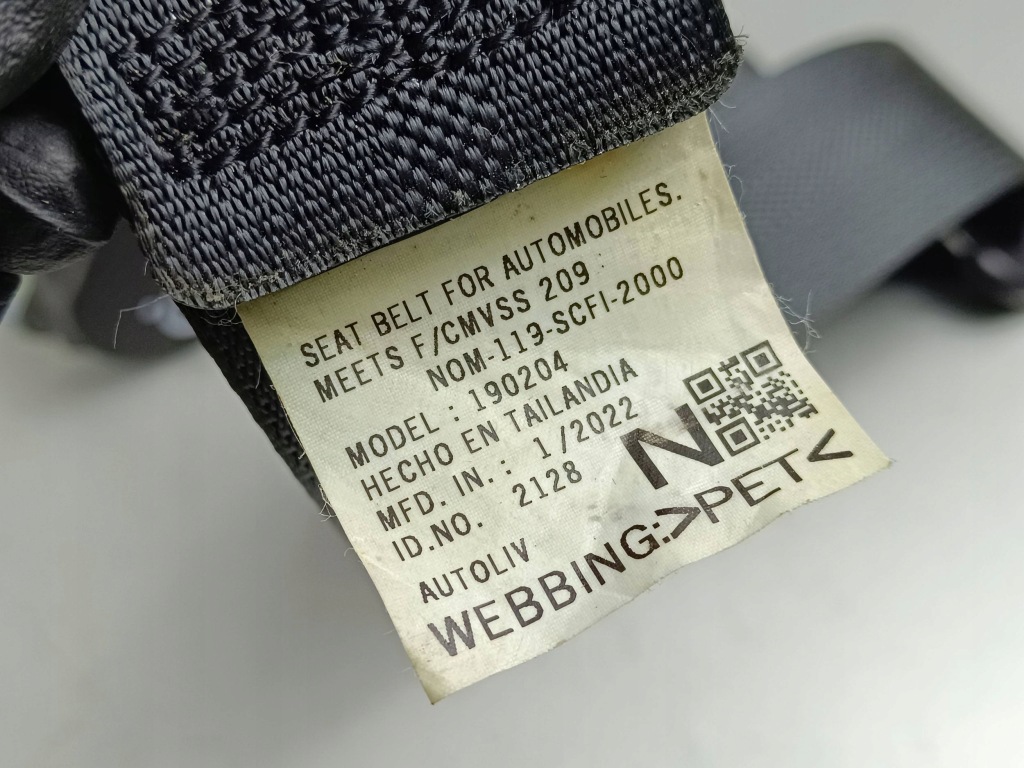 SEAT BELT FOR AUTOMOBILES.
MEETS F/CMVSS 209
NOM-119-SCFI-2000
MODEL : 190204
HECHO EN TAILANDIA
MFD. IN. : 1/2022
ID.NO. 2128
N
AUTOLIV
WEBBING:>PET<